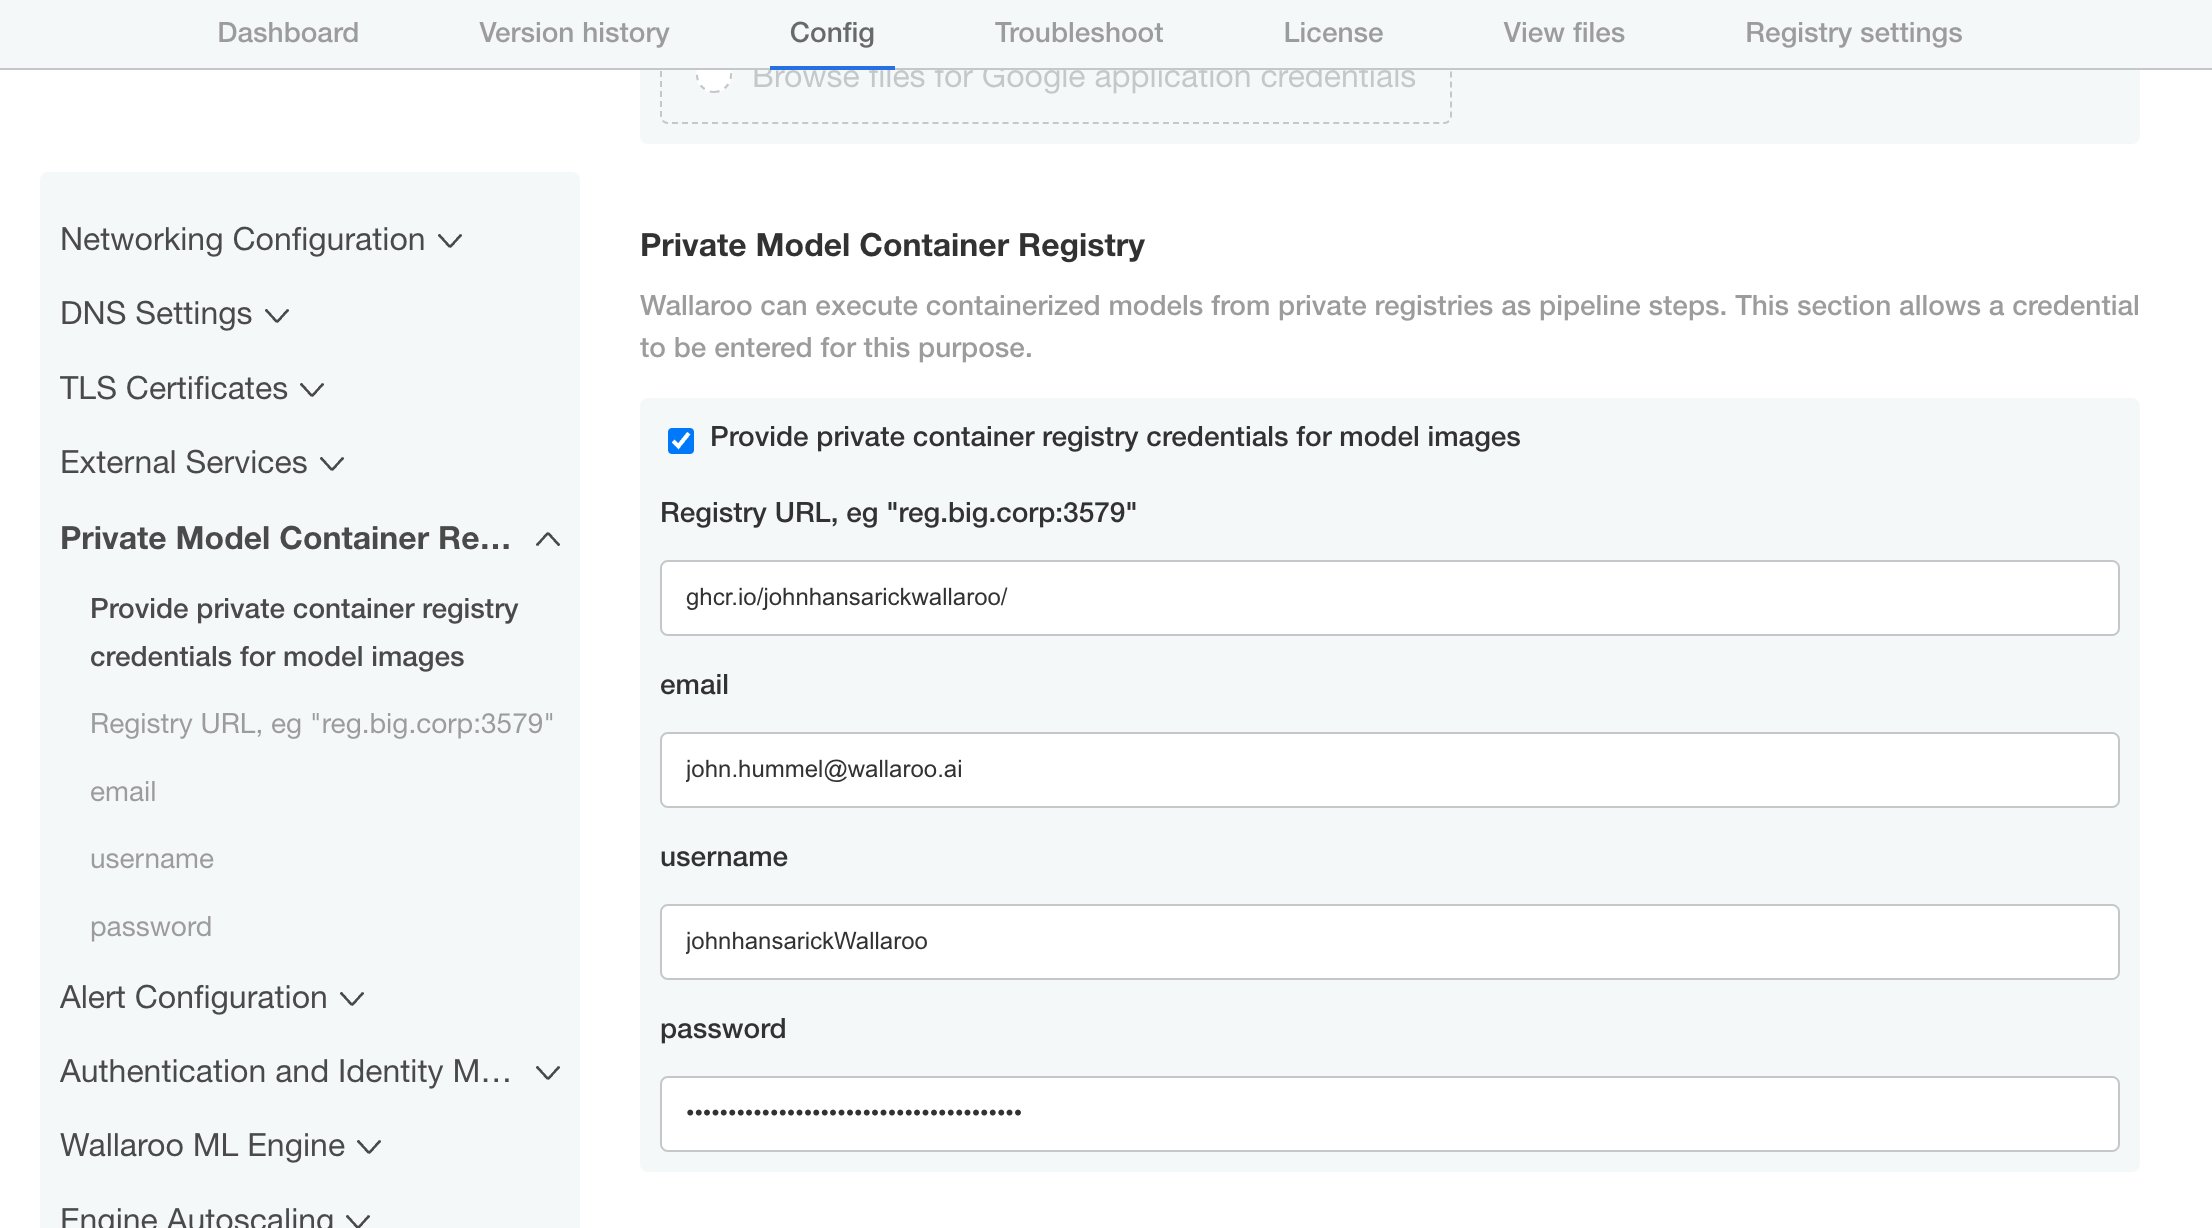 Dashboard
Version history
Config
Troubleshoot
License
View files
Registry settings
Browse files for Google application credentials
Networking Configuration
DNS Settings
TLS Certificates
External Services
Private Model Container Re...
Provide private container registry
credentials for model images
Registry URL, eg "reg.big.corp:3579"
email
username
password
Alert Configuration
Authentication and Identity M...
Wallaroo ML Engine
Engine Autoscaling
Private Model Container Registry
Wallaroo can execute containerized models from private registries as pipeline steps. This section allows a credential
to be entered for this purpose.
Provide private container registry credentials for model images
Registry URL, eg "reg.big.corp:3579"
ghcr.io/johnhansarickwallaroo/
email
john.hummel@wallaroo.ai
username
johnhansarickWallaroo
password
••••••••••••••••••••••••••••••••••••••••